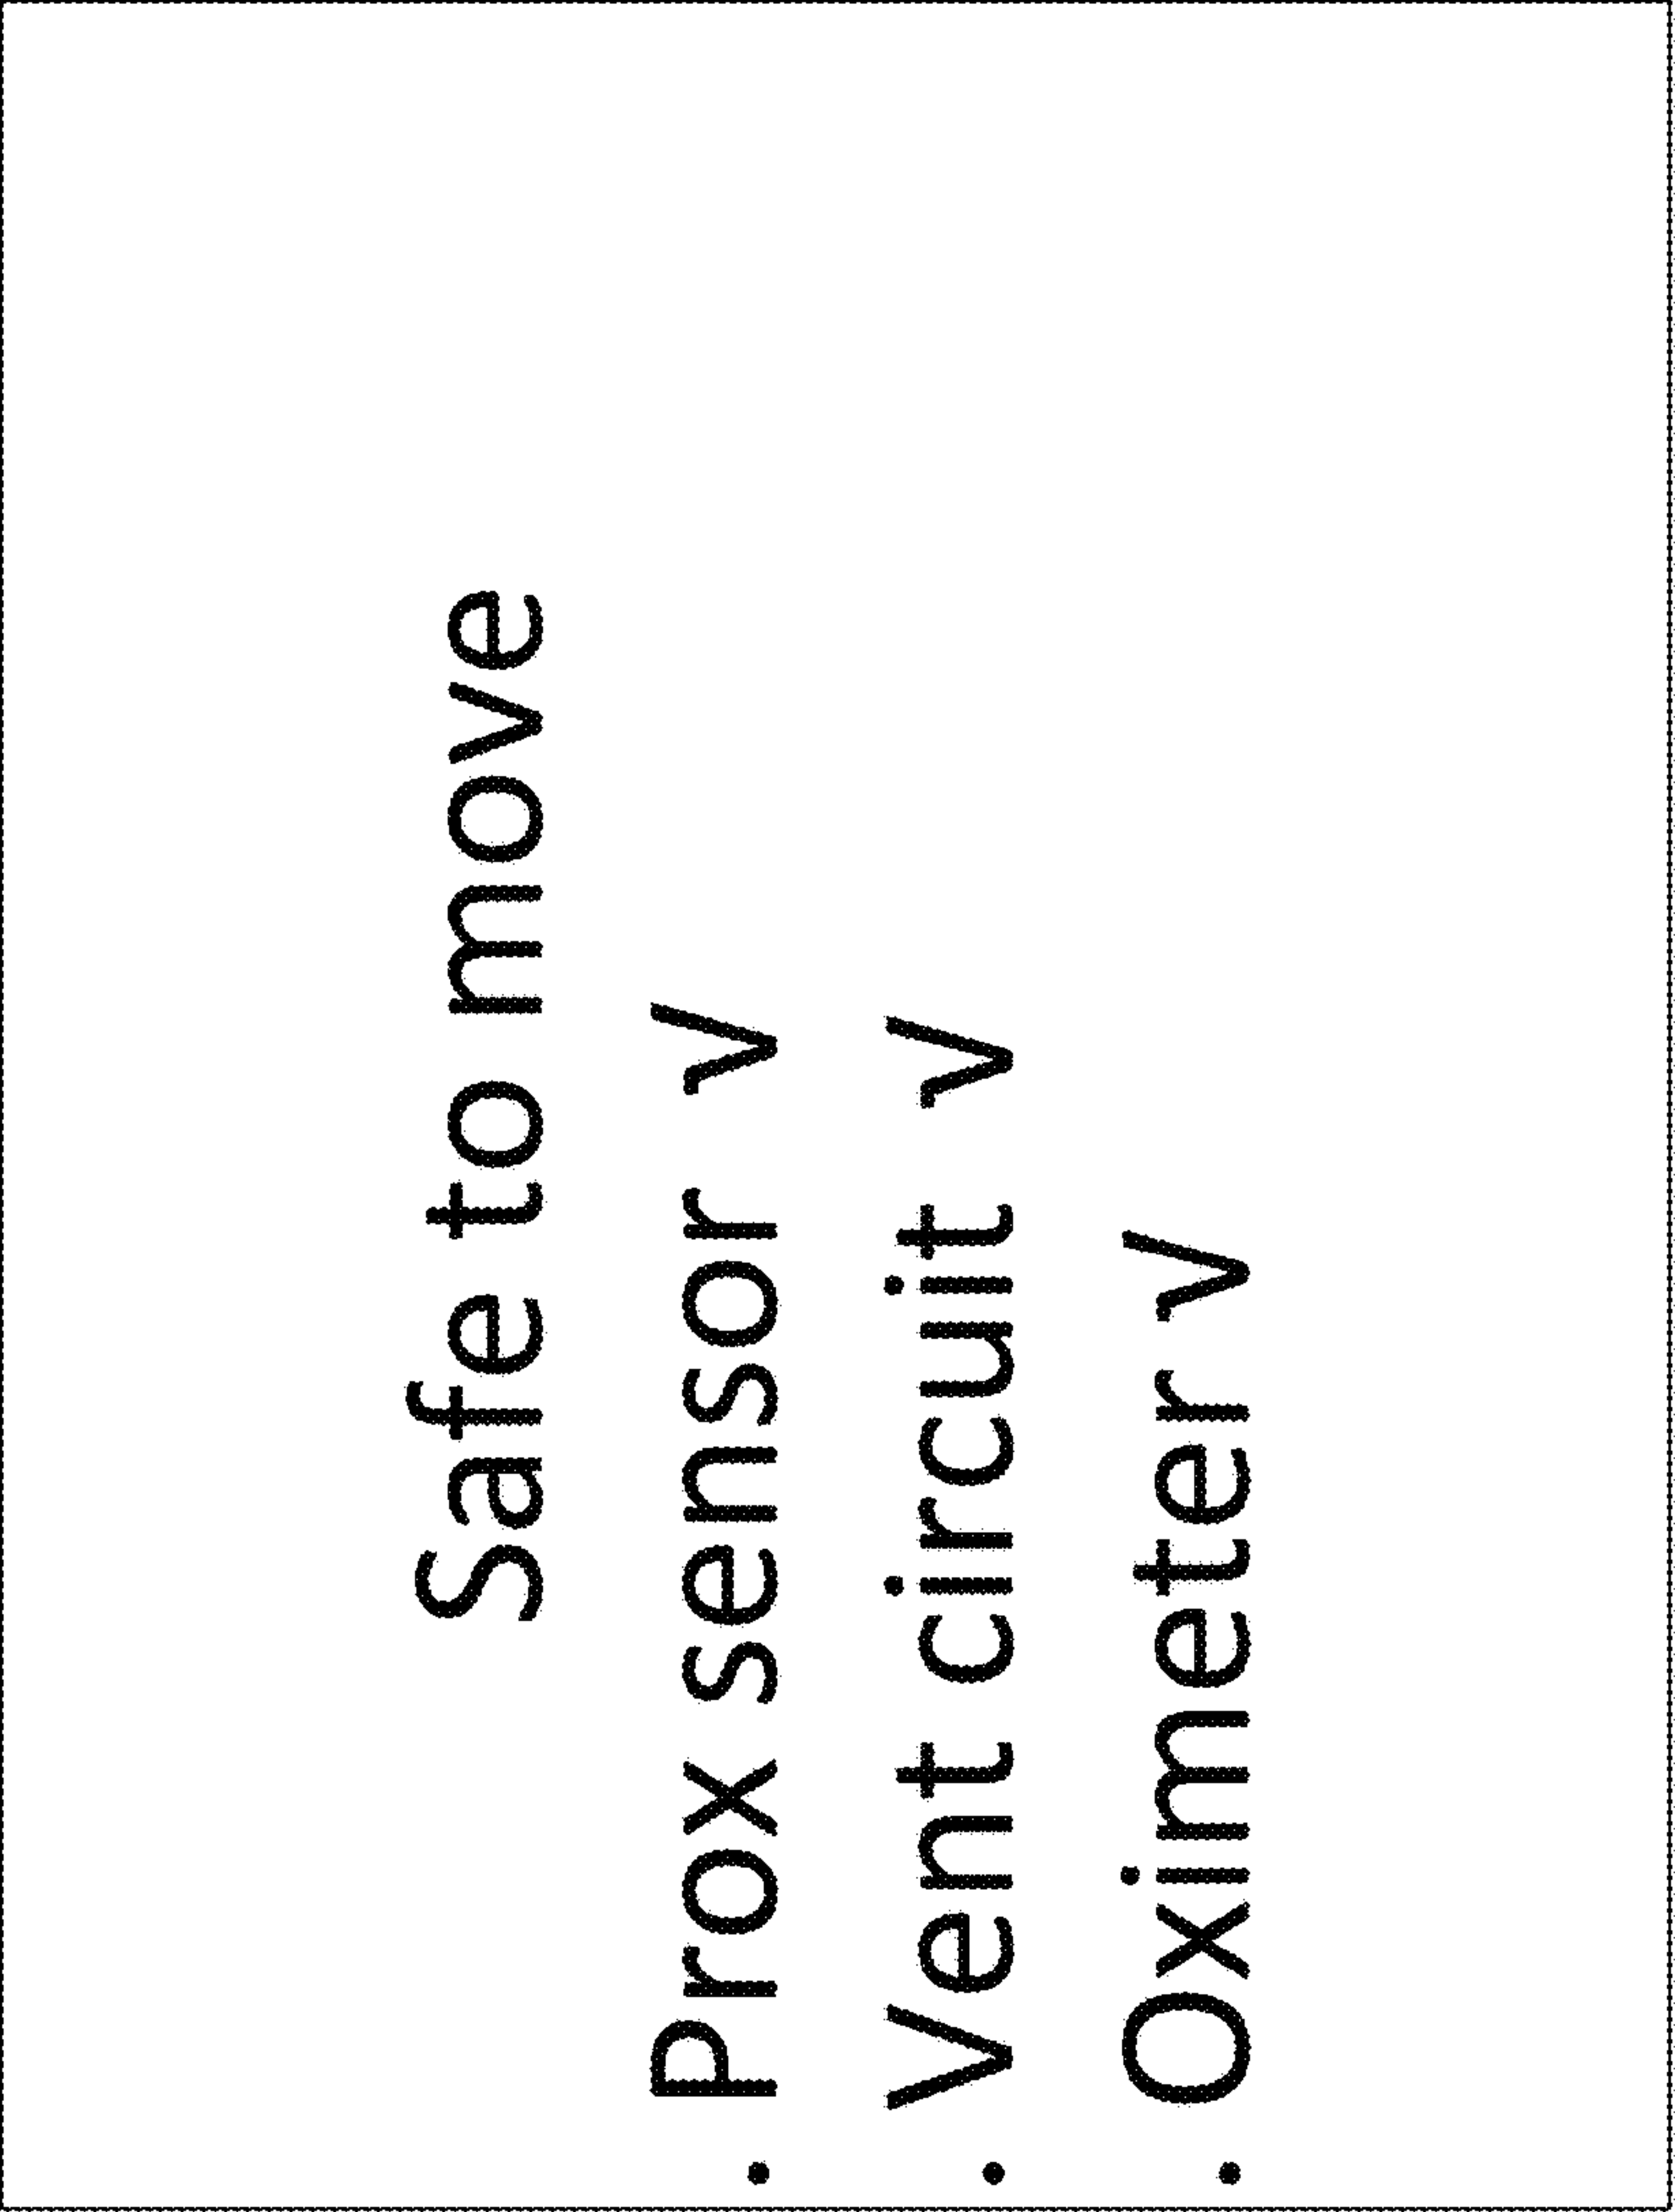 Safe to move
• Prox sensor √
• Vent circuit √
• Oximeter √